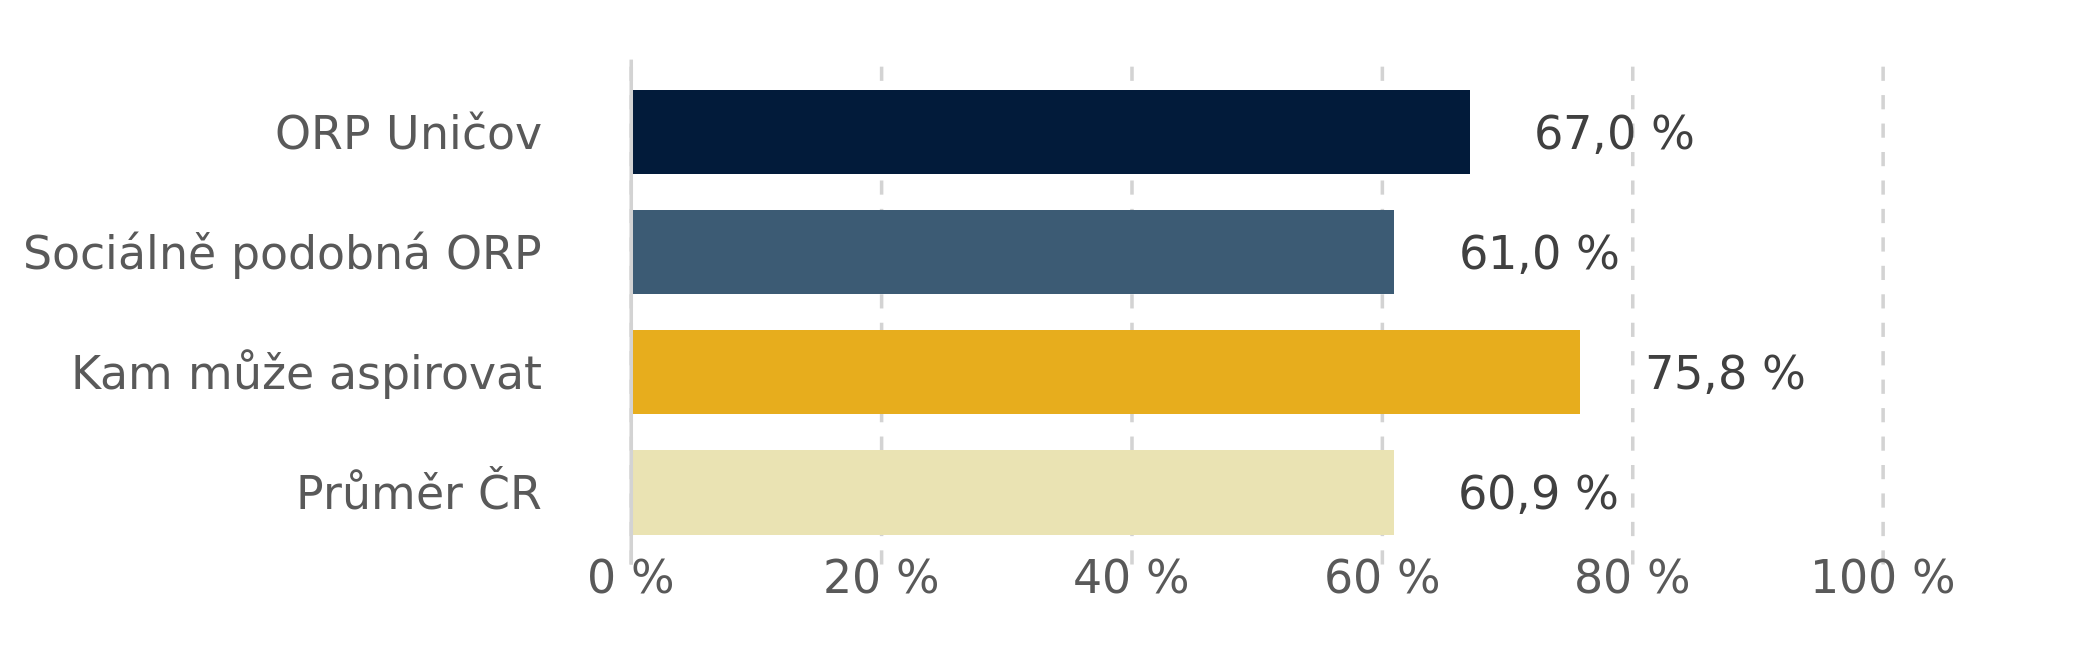 ORP Uničov 67,0 %
Sociálně podobná ORP 61,0 %
Kam může aspirovat 75,8 %
Průměr ČR 60,9 %
0 % 20 % 40 % 60 % 80 % 100 %